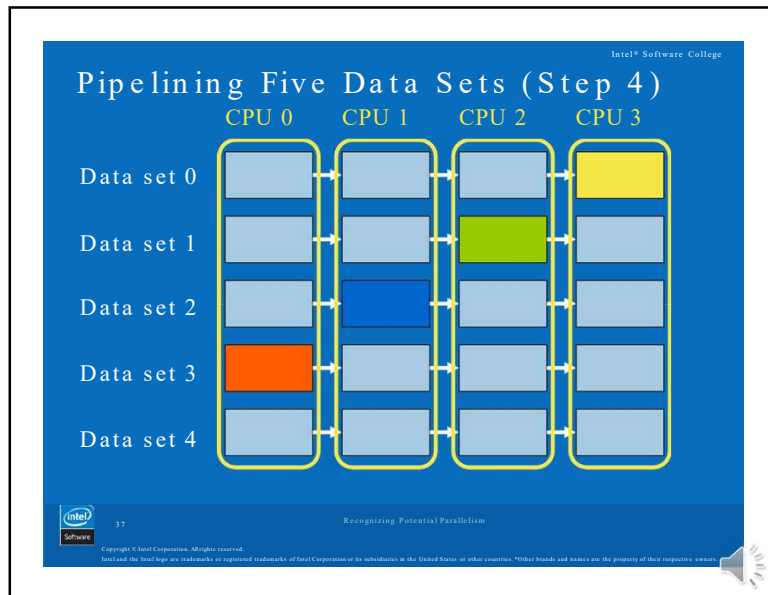 Intel® Software College
Pipelining Five Data Sets (Step 4)
CPU 0 CPU 1 CPU 2 CPU 3
Data set 0
Data set 1
Data set 2
Data set 3
Data set 4
intel
Software
37
Recognizing Potential Parallelism
Copyright © Intel Corporation. All rights reserved.
Intel and the Intel logo are trademarks or registered trademarks of Intel Corporation or its subsidiaries in the United States or other countries. *Other brands and names are the property of their respective owners.